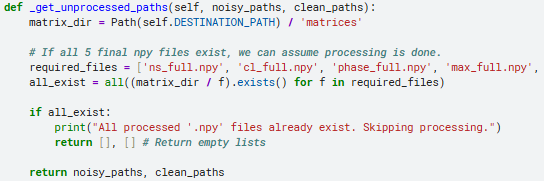 def _get_unprocessed_paths(self, noisy_paths, clean_paths):
    matrix_dir = Path(self.DESTINATION_PATH) / 'matrices'

    # If all 5 final npy files exist, we can assume processing is done.
    required_files = ['ns_full.npy', 'cl_full.npy', 'phase_full.npy', 'max_full.npy',
    all_exist = all((matrix_dir / f).exists() for f in required_files)

    if all_exist:
        print("All processed '.npy' files already exist. Skipping processing.")
        return [], [] # Return empty lists

    return noisy_paths, clean_paths